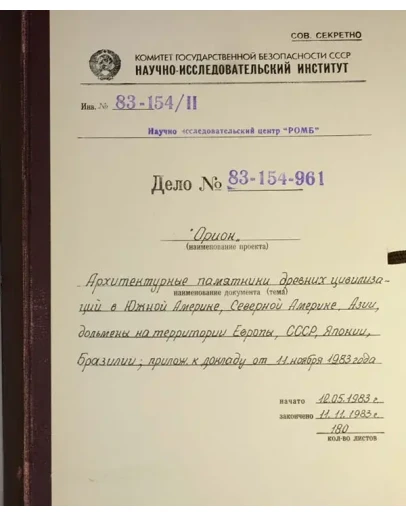 СОВ. СЕКРЕТНО
КОМИТЕТ ГОСУДАРСТВЕННОЙ БЕЗОПАСНОСТИ СССР
НАУЧНО-ИССЛЕДОВАТЕЛЬСКИЙ ИНСТИТУТ
Инв. № 83-154/II
Научно исследовательский центр "РОМБ"
Дело № 83-154-961
"Орион"
(наименование проекта)
Архитектурные памятники древних цивилиза-
наименование документа (тема)
ций в Южной Америке, Северной Америке, Азии,
дольмены на территории Европы, СССР, Японии,
Бразилии; прилож. к докладу от 11 ноября 1983 года
начато 12.05.1983 г.
закончено 11.11.1983 г.
180
кол-во листов